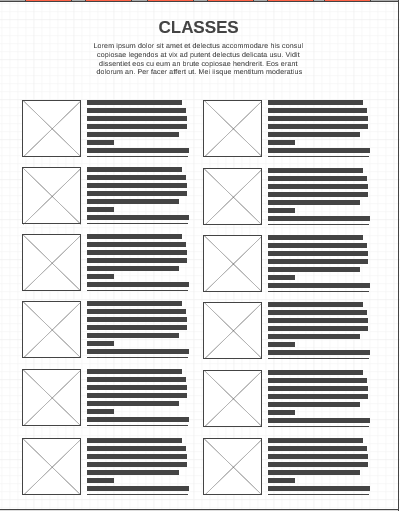 CLASSES
Lorem ipsum dolor sit amet et delectus accommodare his consul
copiosae legendos at vix ad putent delectus delicata usu. Vidit
dissentiet eos cu eum an brute copiosae hendrerit. Eos erant
dolorum an. Per facer affert ut. Mei iisque mentitum moderatius